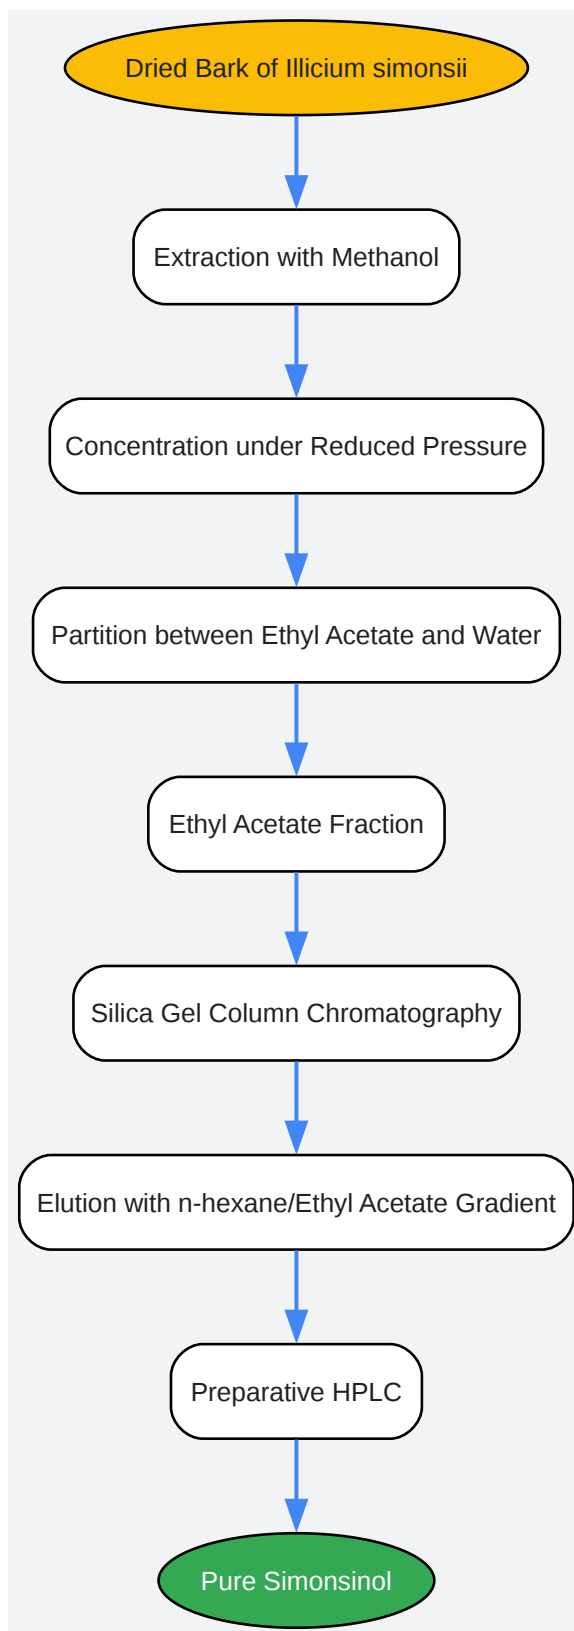 Dried Bark of Illicium simonsii
Extraction with Methanol
Concentration under Reduced Pressure
Partition between Ethyl Acetate and Water
Ethyl Acetate Fraction
Silica Gel Column Chromatography
Elution with n-hexane/Ethyl Acetate Gradient
Preparative HPLC
Pure Simonsinol